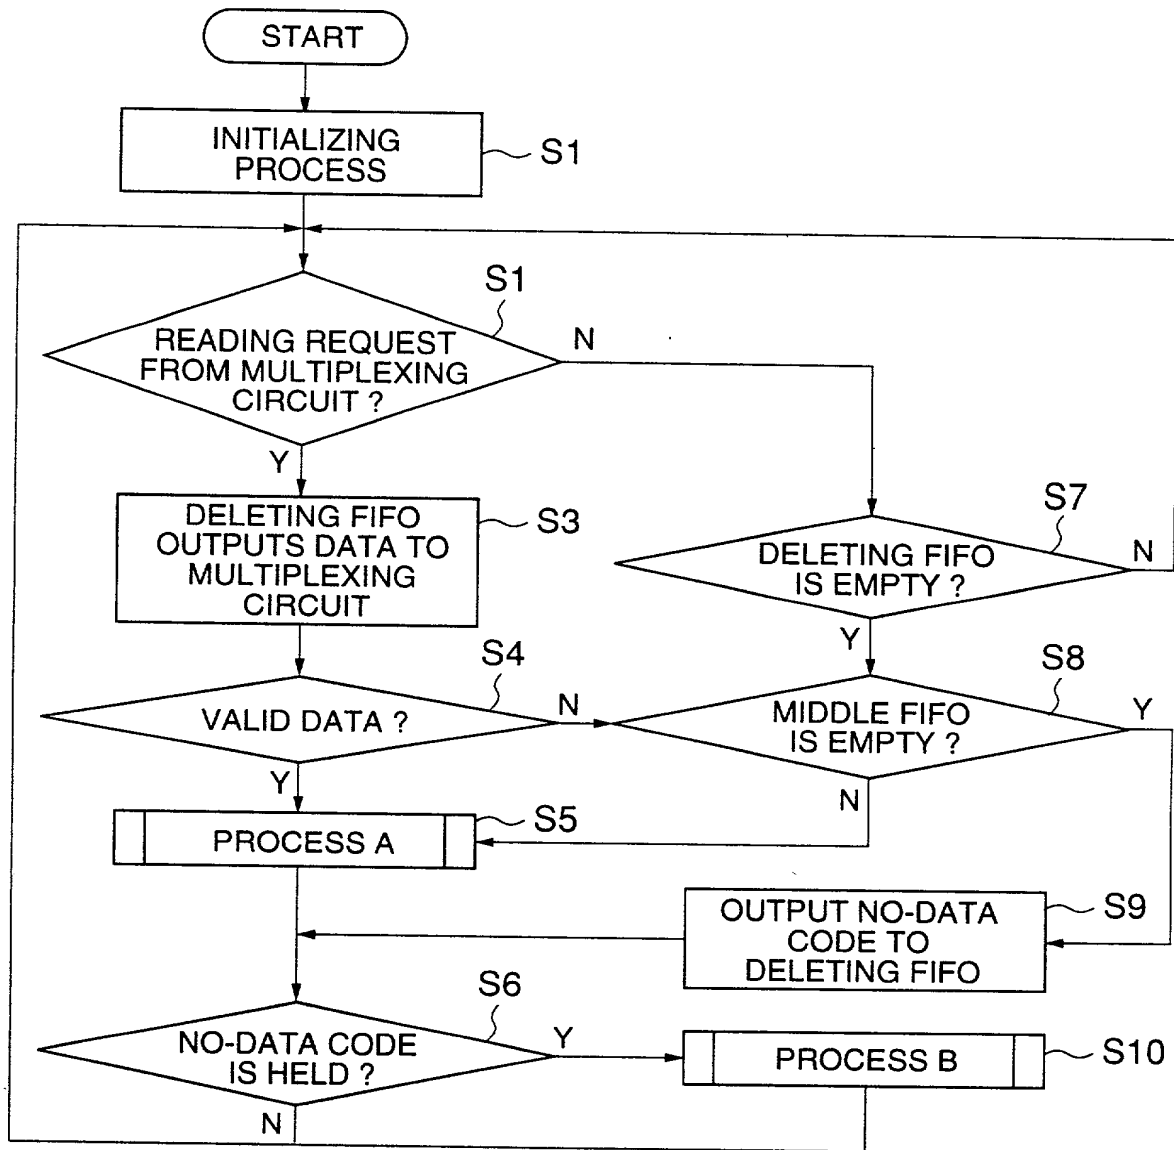 START
INITIALIZING
PROCESS
S1
S1
READING REQUEST
FROM MULTIPLEXING
CIRCUIT ?
N
Y
DELETING FIFO
OUTPUTS DATA TO
MULTIPLEXING
CIRCUIT
S3
S7
DELETING FIFO
IS EMPTY ?
N
Y
S4
VALID DATA ?
N
Y
S8
MIDDLE FIFO
IS EMPTY ?
Y
N
PROCESS A
S5
OUTPUT NO-DATA
CODE TO
DELETING FIFO
S9
S6
NO-DATA CODE
IS HELD ?
Y
N
PROCESS B
S10